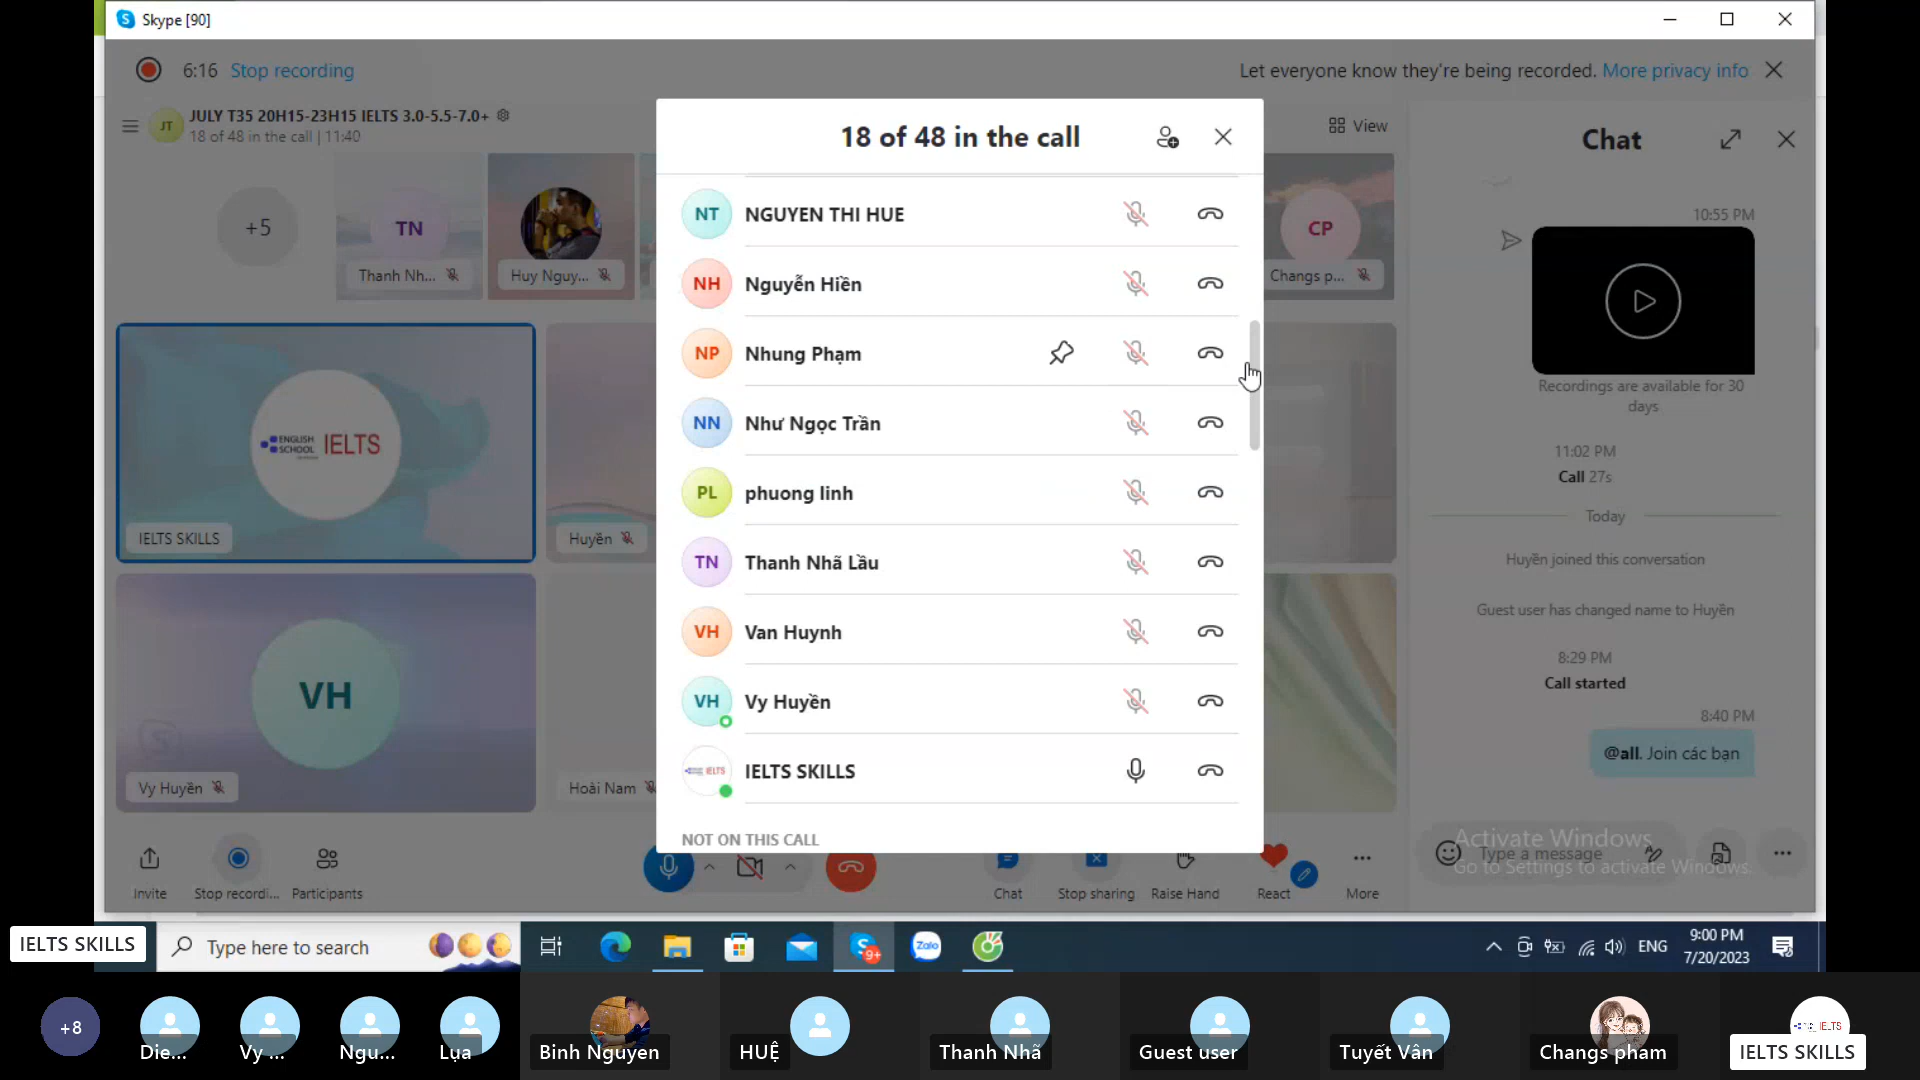 Skype [90]
6:16 Stop recording
Let everyone know they're being recorded. More privacy info
JT
JULY T35 20H15-23H15 IELTS 3.0-5.5-7.0+
18 of 48 in the call | 11:40
View
18 of 48 in the call
Chat
+5
TN
Thanh Nh...
Huy Nguy...
CP
Changs p...
NT NGUYEN THI HUE
NH Nguyễn Hiền
NP Nhung Phạm
NN Như Ngọc Trần
PL phuong linh
TN Thanh Nhã Lầu
VH Van Huynh
VH Vy Huyền
IELTS SKILLS
NOT ON THIS CALL
10:55 PM
Recordings are available for 30
days
11:02 PM
Call 27s
Today
Huyền joined this conversation
Guest user has changed name to Huyền
8:29 PM
Call started
8:40 PM
@all. Join các bạn
ENGLISH
SCHOOL IELTS
IELTS SKILLS
Huyền
VH
Vy Huyền
Hoài Nam
Activate Windows
Type a message
Go to Settings to activate Windows.
Invite
Stop recordi...
Participants
Chat
Stop sharing
Raise Hand
React
More
IELTS SKILLS
Type here to search
9+
Zalo
ENG
9:00 PM
7/20/2023
+8
Die...
Vy ...
Ngu...
Lụa
Binh Nguyen
HUỆ
Thanh Nhã
Guest user
Tuyết Vân
Changs pham
IELTS SKILLS